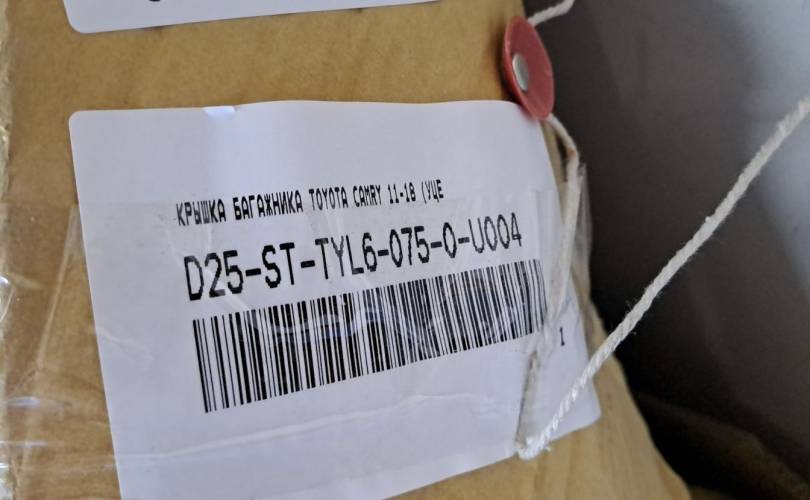 КРЫШКА БАГАЖНИКА TOYOTA CAMRY 11-18 (УЦЕ
D25-ST-TYL6-075-0-U004
1